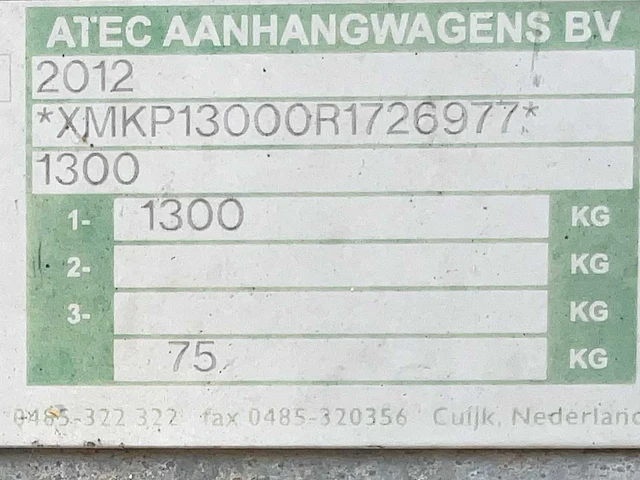 ATEC AANHANGWAGENS BV
2012
*XMKP13000R1726977*
1300
1- 1300 KG
2- KG
3- KG
75 KG
0485-322 322 fax 0485-320356 Cuijk, Nederland